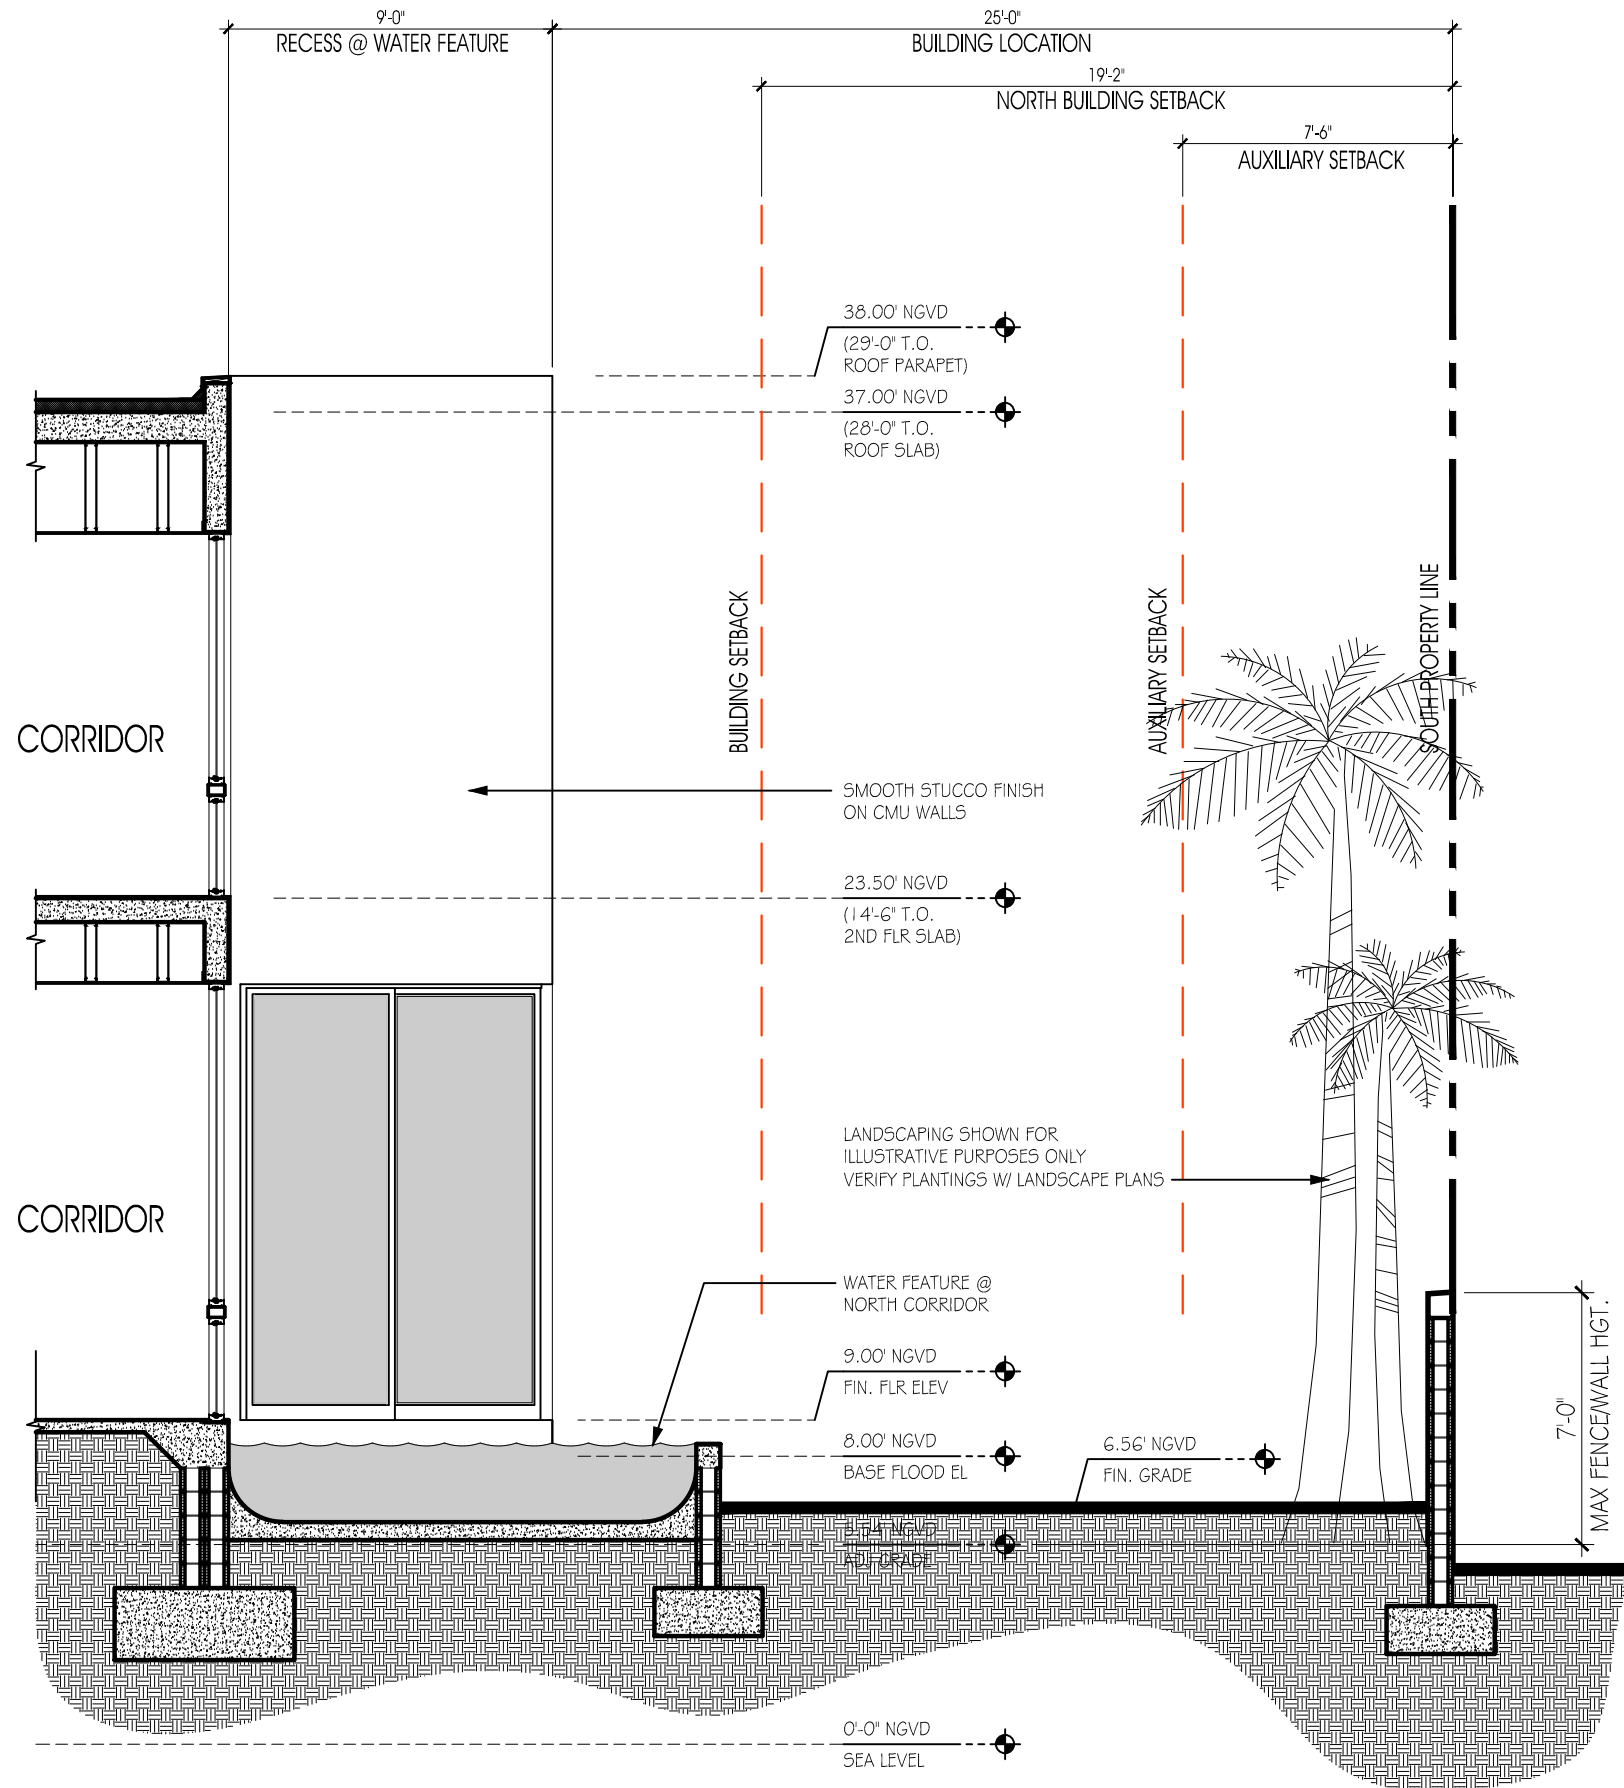 9'-0"
RECESS @ WATER FEATURE
25'-0"
BUILDING LOCATION
19'-2"
NORTH BUILDING SETBACK
7'-6"
AUXILIARY SETBACK
38.00' NGVD
(29'-0" T.O.
ROOF PARAPET)
37.00' NGVD
(28'-0" T.O.
ROOF SLAB)
BUILDING SETBACK
AUXILIARY SETBACK
SOUTH PROPERTY LINE
CORRIDOR
SMOOTH STUCCO FINISH
ON CMU WALLS
23.50' NGVD
(14'-6" T.O.
2ND FLR SLAB)
LANDSCAPING SHOWN FOR
ILLUSTRATIVE PURPOSES ONLY
VERIFY PLANTINGS W/ LANDSCAPE PLANS
CORRIDOR
WATER FEATURE @
NORTH CORRIDOR
9.00' NGVD
FIN. FLR ELEV
8.00' NGVD
BASE FLOOD EL
6.56' NGVD
FIN. GRADE
7'-0"
MAX FENCE/WALL HGT.
5.54' NGVD
ADJ GRADE
0'-0" NGVD
SEA LEVEL